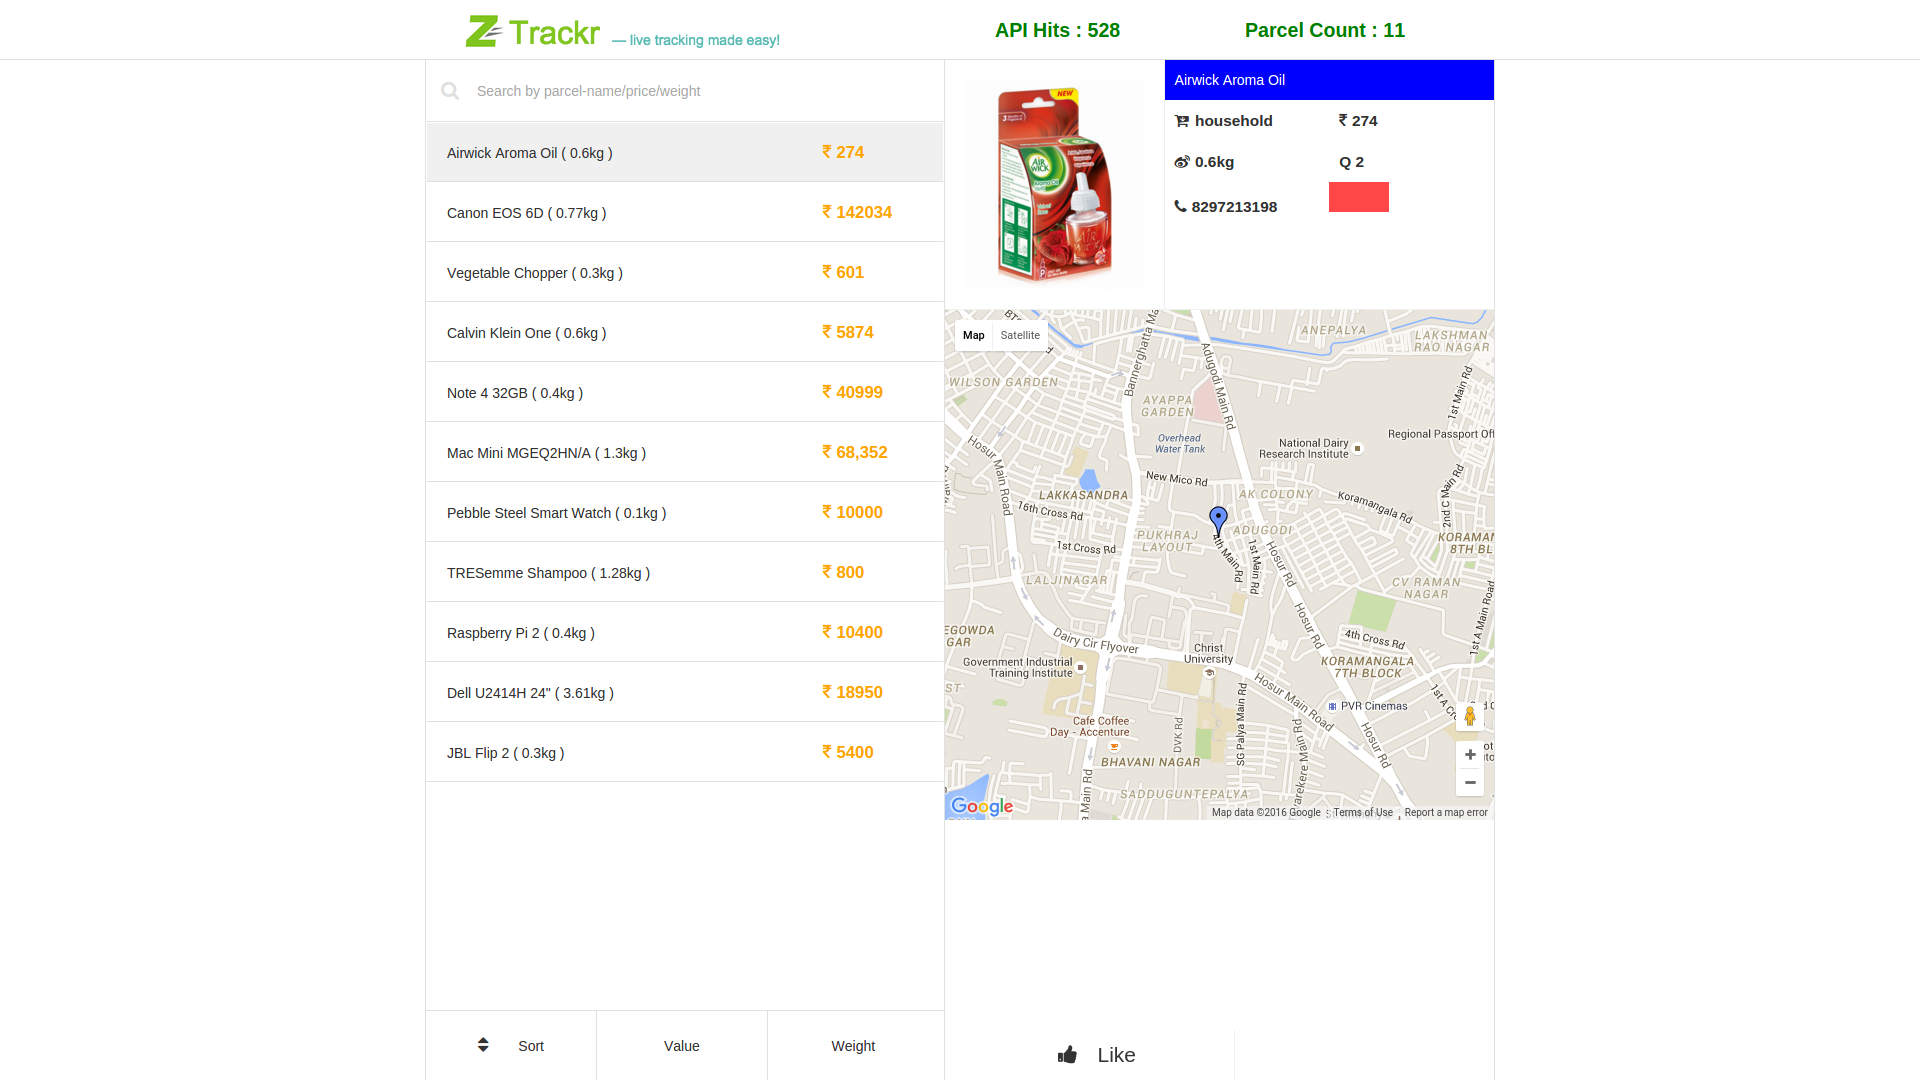 Z Trackr — live tracking made easy!
API Hits : 528
Parcel Count : 11
Search by parcel-name/price/weight
Airwick Aroma Oil ( 0.6kg ) ₹ 274
Canon EOS 6D ( 0.77kg ) ₹ 142034
Vegetable Chopper ( 0.3kg ) ₹ 601
Calvin Klein One ( 0.6kg ) ₹ 5874
Note 4 32GB ( 0.4kg ) ₹ 40999
Mac Mini MGEQ2HN/A ( 1.3kg ) ₹ 68,352
Pebble Steel Smart Watch ( 0.1kg ) ₹ 10000
TRESemme Shampoo ( 1.28kg ) ₹ 800
Raspberry Pi 2 ( 0.4kg ) ₹ 10400
Dell U2414H 24" ( 3.61kg ) ₹ 18950
JBL Flip 2 ( 0.3kg ) ₹ 5400
Sort
Value
Weight
NEW
AIR
WICK
Aroma Oil
Airwick Aroma Oil
household ₹ 274
0.6kg Q 2
8297213198
Map Satellite
Bannerghatta Ma
Adugodi Main Rd
ANEPALYA
LAKSHMAN
RAO NAGAR
WILSON GARDEN
AYAPPA
GARDEN
1st Main Rd
Overhead
Water Tank
National Dairy
Research Institute
Regional Passport Off
Hosur Main Road
New Mico Rd
LAKKASANDRA
AK COLONY
Koramangala Rd
2nd C Main Rd
16th Cross Rd
ADUGODI
PUKHRAJ
LAYOUT
4th Main Rd
1st Main Rd
Hosur Rd
KORAMAN
8TH BL
1st Cross Rd
LALJINAGAR
CV RAMAN
NAGAR
1st A Main Road
EGOWDA
GAR
Dairy Cir Flyover
Hosur Rd
4th Cross Rd
Christ
University
Government Industrial
Training Institute
KORAMANGALA
7TH BLOCK
Hosur Main Road
1st A Cro
PVR Cinemas
Cafe Coffee
Day - Accenture
DVK Rd
SG Palya Main Rd
Hosur Rd
BHAVANI NAGAR
varekere Main Rd
SADDUGUNTEPALYA
a Main Rd
Google
Map data ©2016 Google
Terms of Use
Report a map error
Like